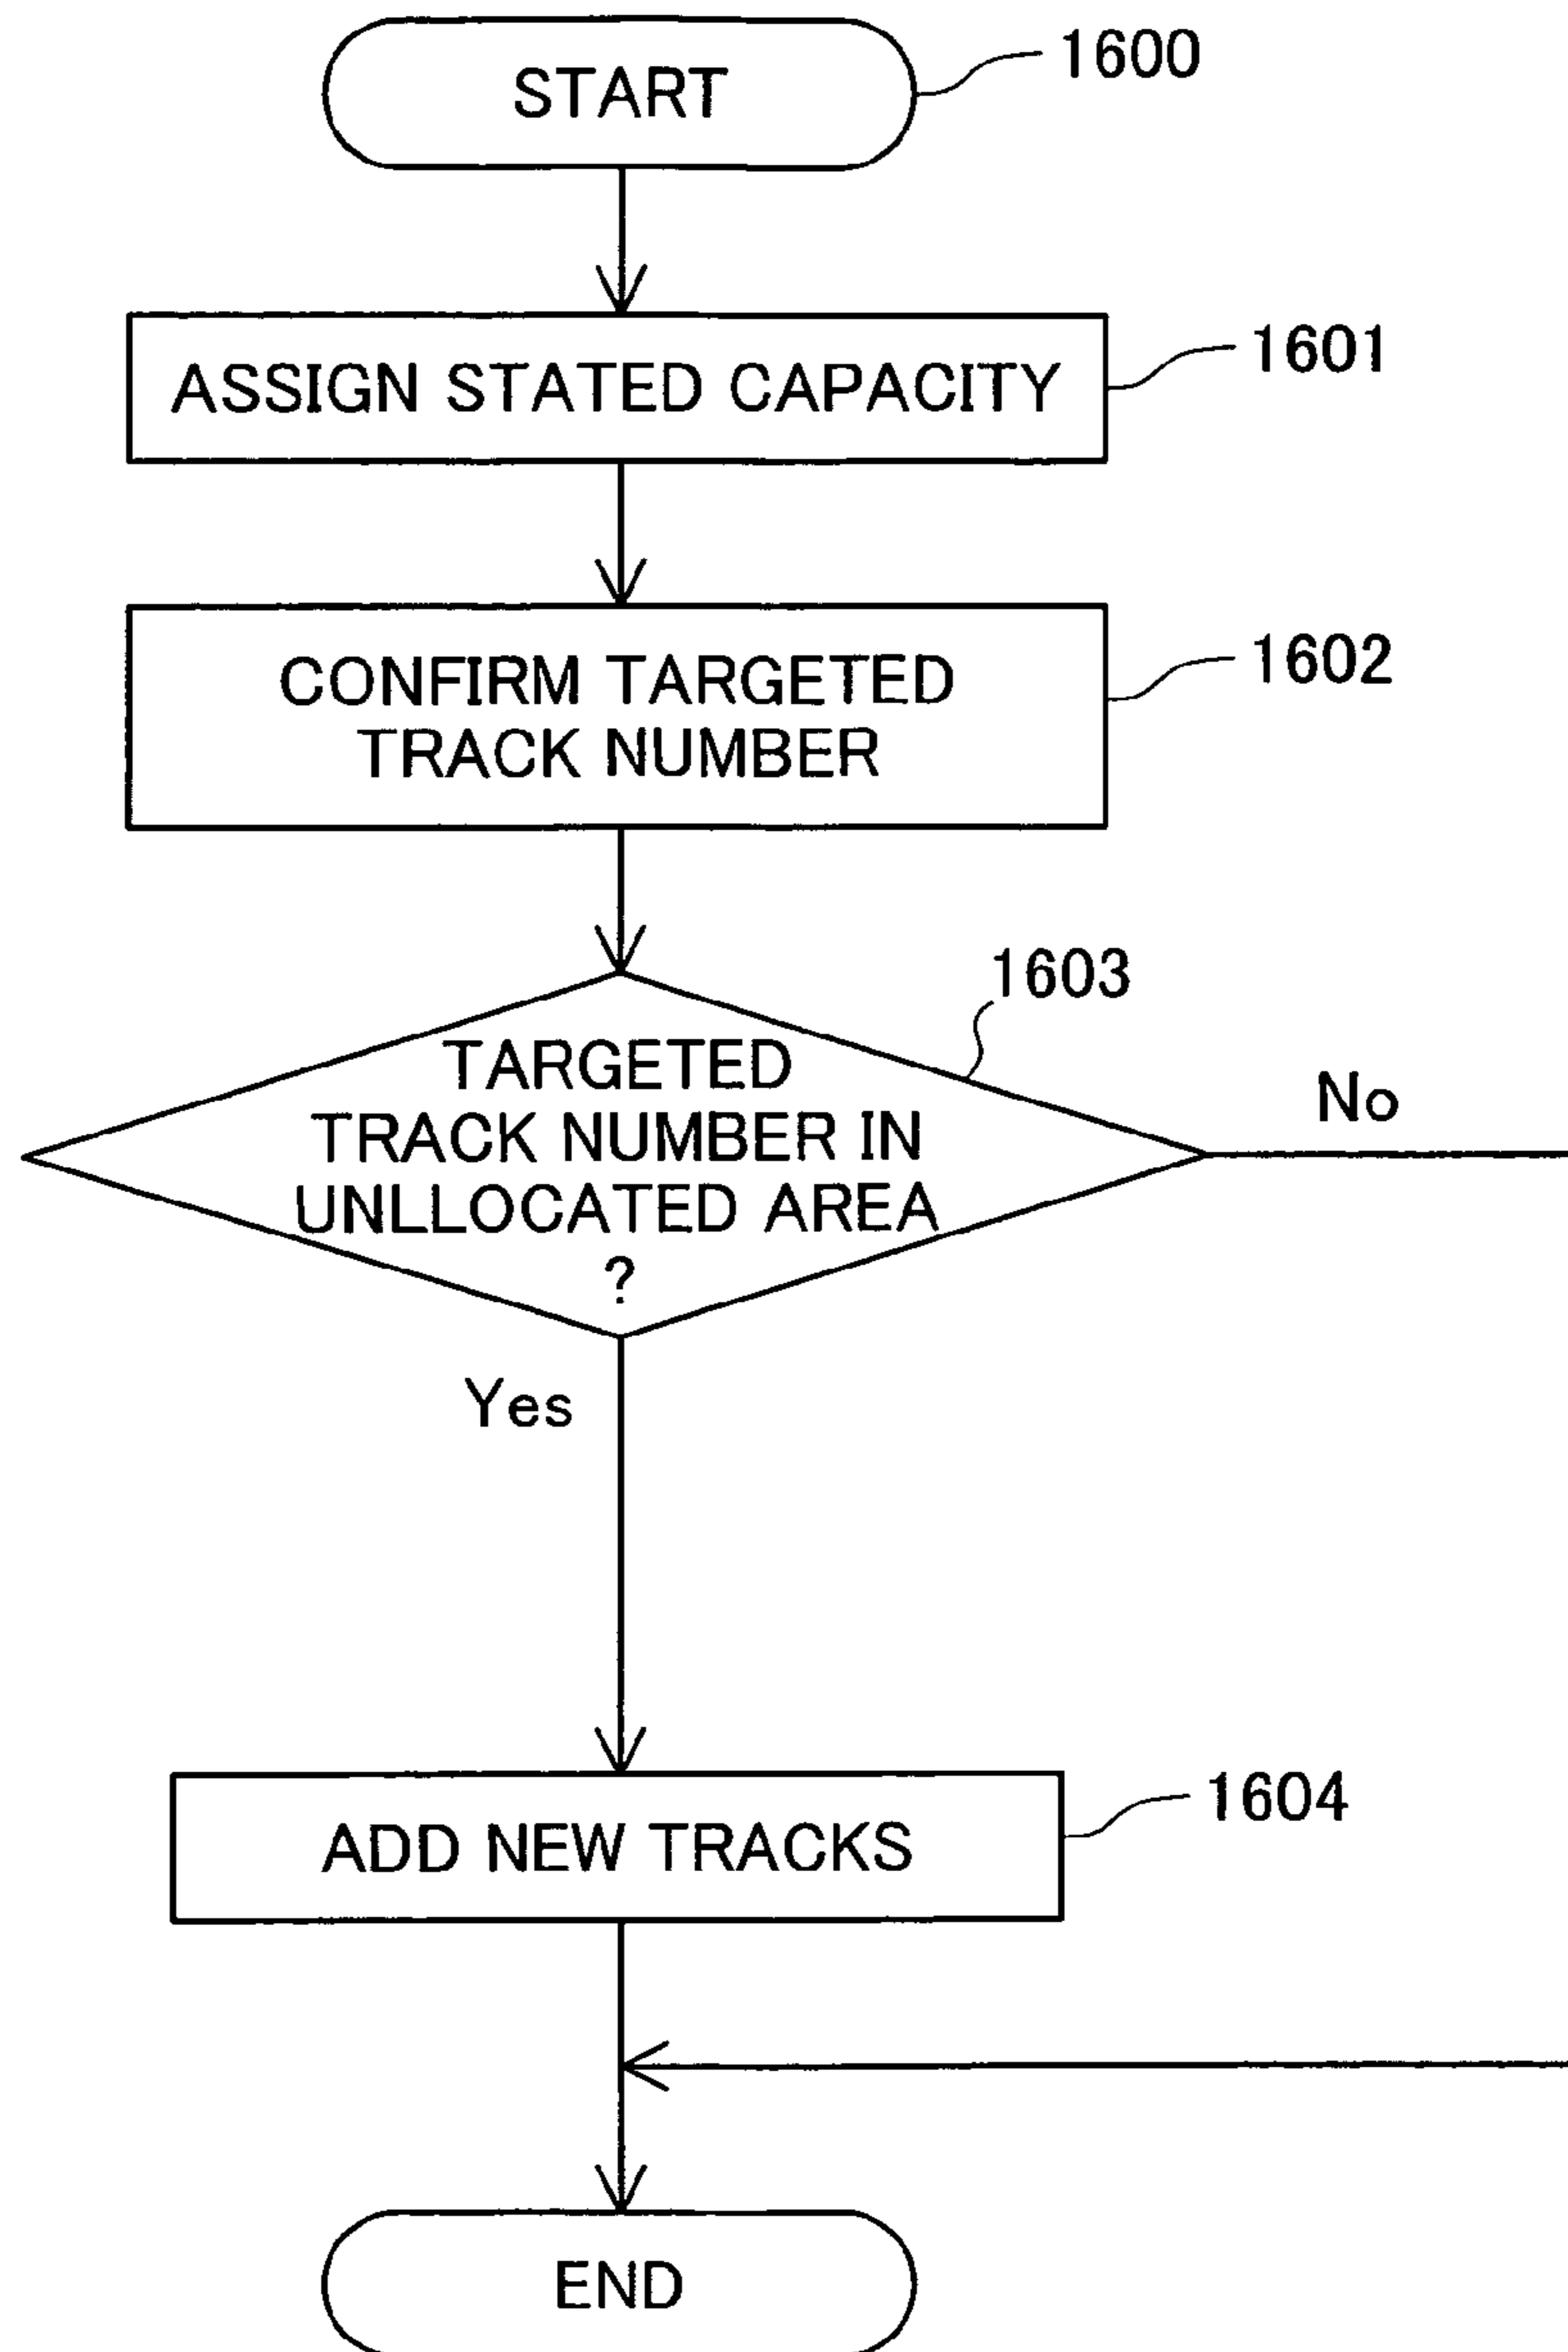 START
1600
ASSIGN STATED CAPACITY
1601
CONFIRM TARGETED
TRACK NUMBER
1602
1603
TARGETED
TRACK NUMBER IN
UNLLOCATED AREA
?
No
Yes
ADD NEW TRACKS
1604
END